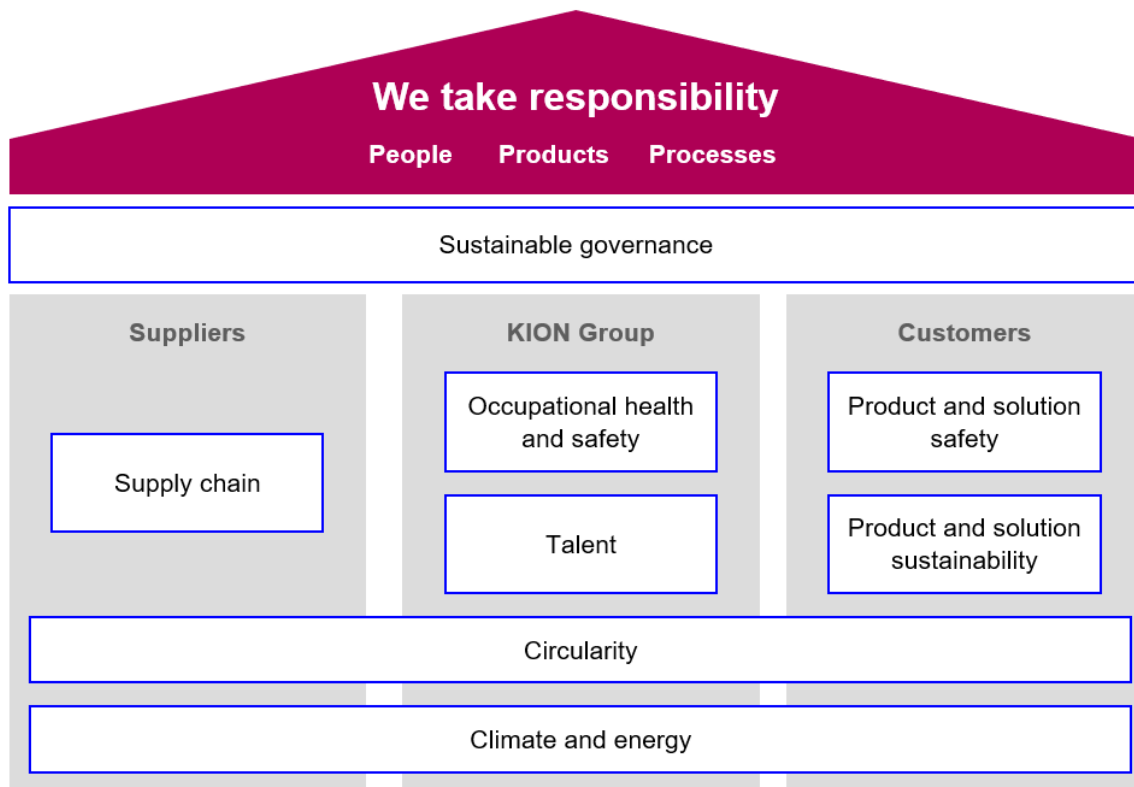 We take responsibility
People Products Processes
Sustainable governance
Suppliers
Supply chain
KION Group
Occupational health
and safety
Talent
Customers
Product and solution
safety
Product and solution
sustainability
Circularity
Climate and energy